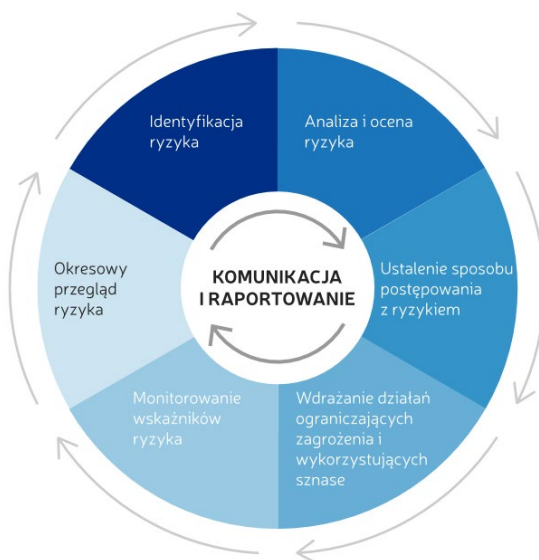 Identyfikacja
ryzyka
Analiza i ocena
ryzyka
Ustalenie sposobu
postępowania
z ryzykiem
Wdrażanie działań
ograniczających
zagrożenia i
wykorzystujących
sznase
Monitorowanie
wskaźników
ryzyka
Okresowy
przegląd
ryzyka
KOMUNIKACJA
I RAPORTOWANIE